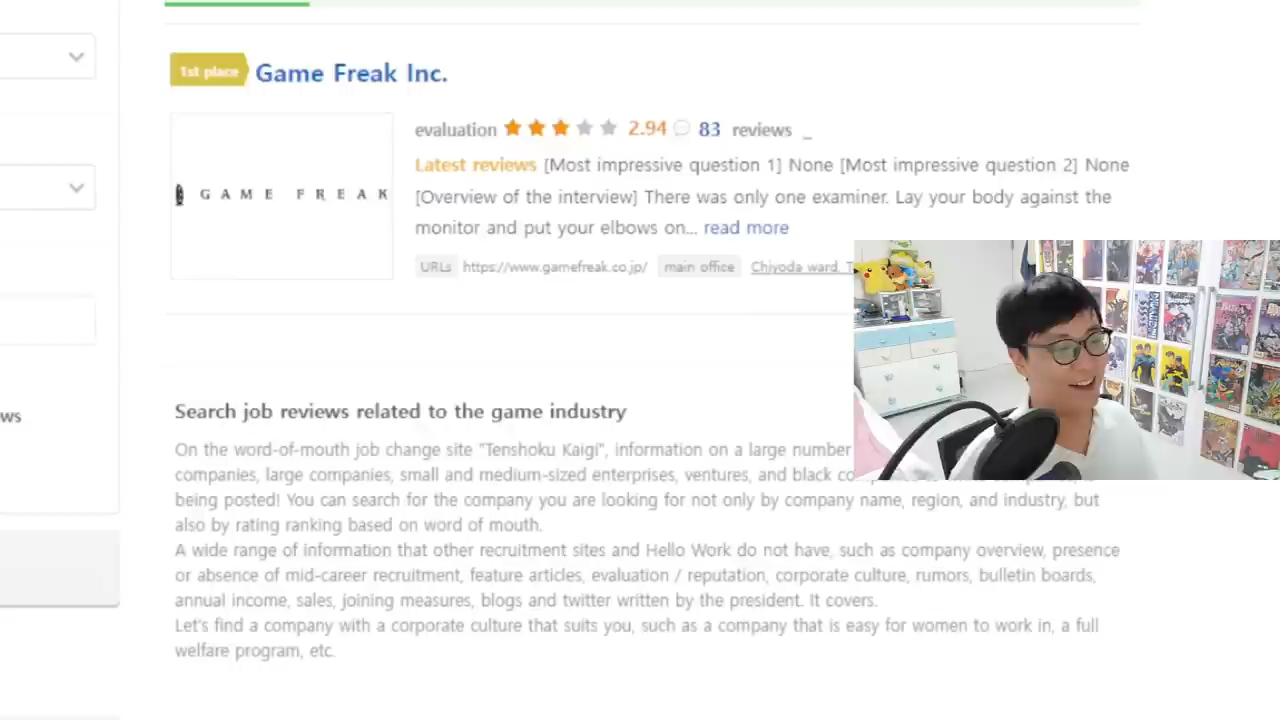 1st place Game Freak Inc.
GAME FREAK
evaluation 2.94 83 reviews
Latest reviews [Most impressive question 1] None [Most impressive question 2] None
[Overview of the interview] There was only one examiner. Lay your body against the
monitor and put your elbows on... read more
URLs https://www.gamefreak.co.jp/ main office Chiyoda ward, T
ws
Search job reviews related to the game industry
On the word-of-mouth job change site "Tenshoku Kaigi", information on a large number
companies, large companies, small and medium-sized enterprises, ventures, and black co
being posted! You can search for the company you are looking for not only by company name, region, and industry, but
also by rating ranking based on word of mouth.
A wide range of information that other recruitment sites and Hello Work do not have, such as company overview, presence
or absence of mid-career recruitment, feature articles, evaluation / reputation, corporate culture, rumors, bulletin boards,
annual income, sales, joining measures, blogs and twitter written by the president. It covers.
Let's find a company with a corporate culture that suits you, such as a company that is easy for women to work in, a full
welfare program, etc.